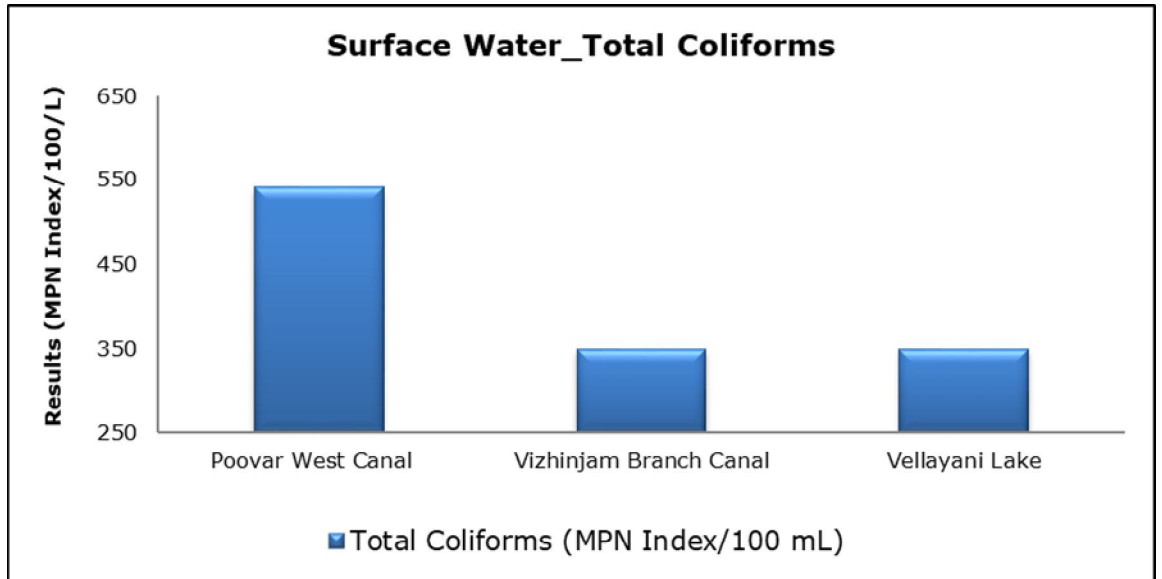 Surface Water_Total Coliforms
Results (MPN Index/100/L)
650
550
450
350
250
Poovar West Canal
Vizhinjam Branch Canal
Vellayani Lake
Total Coliforms (MPN Index/100 mL)